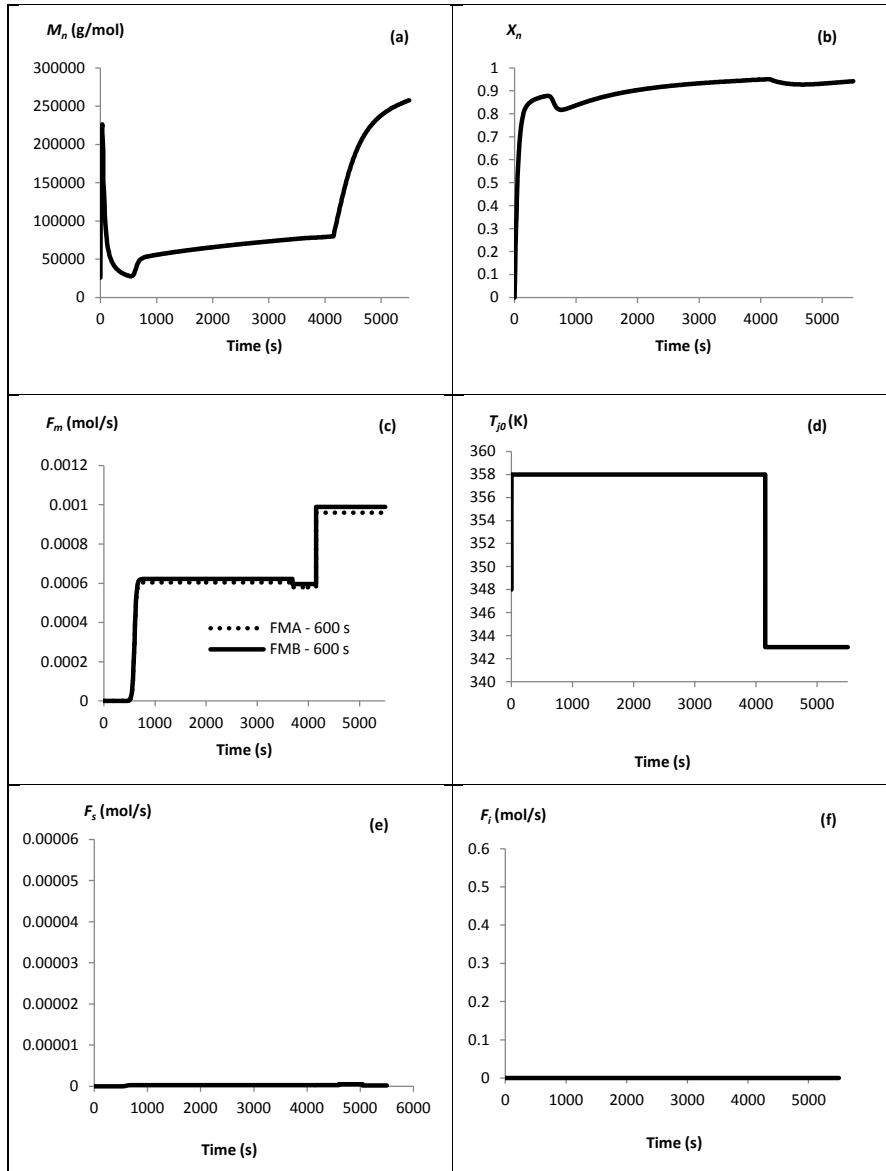 Mn (g/mol)
(a)
300000
250000
200000
150000
100000
50000
0
0 1000 2000 3000 4000 5000
Time (s)
Xn
(b)
1
0.9
0.8
0.7
0.6
0.5
0.4
0.3
0.2
0.1
0
0 1000 2000 3000 4000 5000
Time (s)
Fm (mol/s)
(c)
0.0012
0.001
0.0008
0.0006
0.0004
0.0002
0
FMA - 600 s
FMB - 600 s
0 1000 2000 3000 4000 5000
Time (s)
Tj0 (K)
(d)
360
358
356
354
352
350
348
346
344
342
340
0 1000 2000 3000 4000 5000
Time (s)
Fs (mol/s)
(e)
0.00006
0.00005
0.00004
0.00003
0.00002
0.00001
0
0 1000 2000 3000 4000 5000 6000
Time (s)
Fi (mol/s)
(f)
0.6
0.5
0.4
0.3
0.2
0.1
0
0 1000 2000 3000 4000 5000
Time (s)